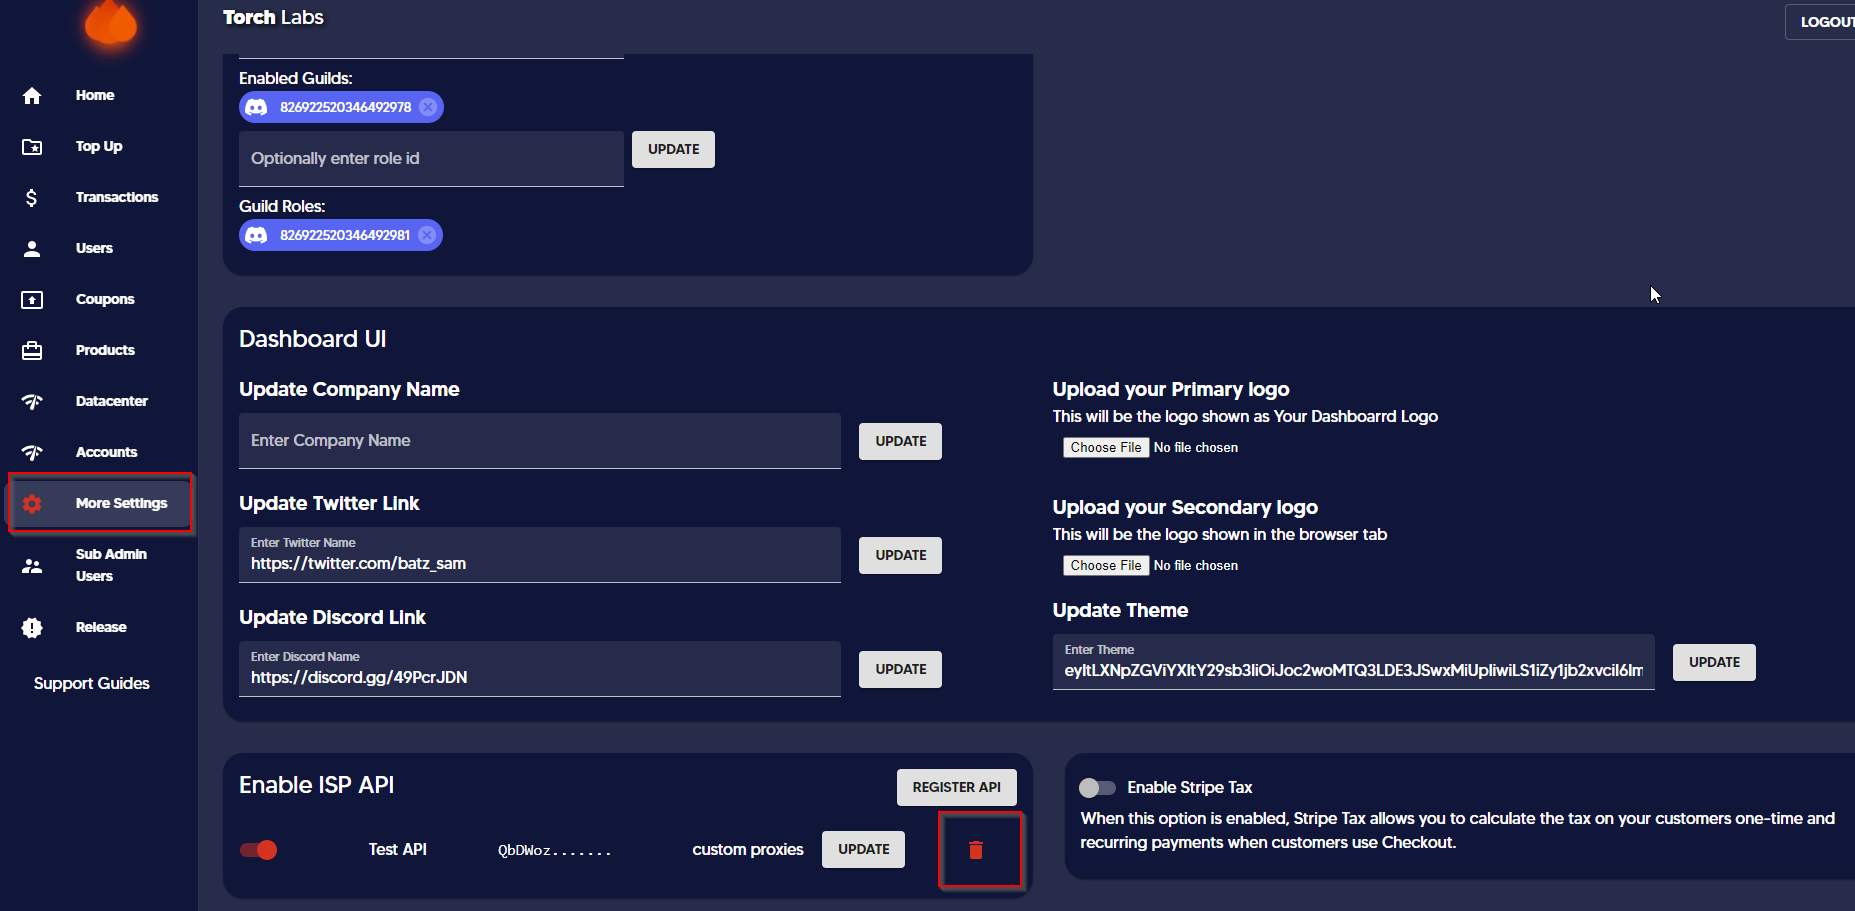 Torch Labs
LOGOUT
Home
Top Up
Transactions
Users
Coupons
Products
Datacenter
Accounts
More Settings
Sub Admin
Users
Release
Support Guides
Enabled Guilds:
826922520346492978
Optionally enter role id
UPDATE
Guild Roles:
826922520346492981
Dashboard UI
Update Company Name
Enter Company Name
UPDATE
Update Twitter Link
Enter Twitter Name
https://twitter.com/batz_sam
UPDATE
Update Discord Link
Enter Discord Name
https://discord.gg/49PcrJDN
UPDATE
Upload your Primary logo
This will be the logo shown as Your Dashboarrd Logo
Choose File No file chosen
Upload your Secondary logo
This will be the logo shown in the browser tab
Choose File No file chosen
Update Theme
Enter Theme
UPDATE
Enable ISP API
REGISTER API
Test API QbDWoz....... custom proxies UPDATE
Enable Stripe Tax
When this option is enabled, Stripe Tax allows you to calculate the tax on your customers one-time and
recurring payments when customers use Checkout.